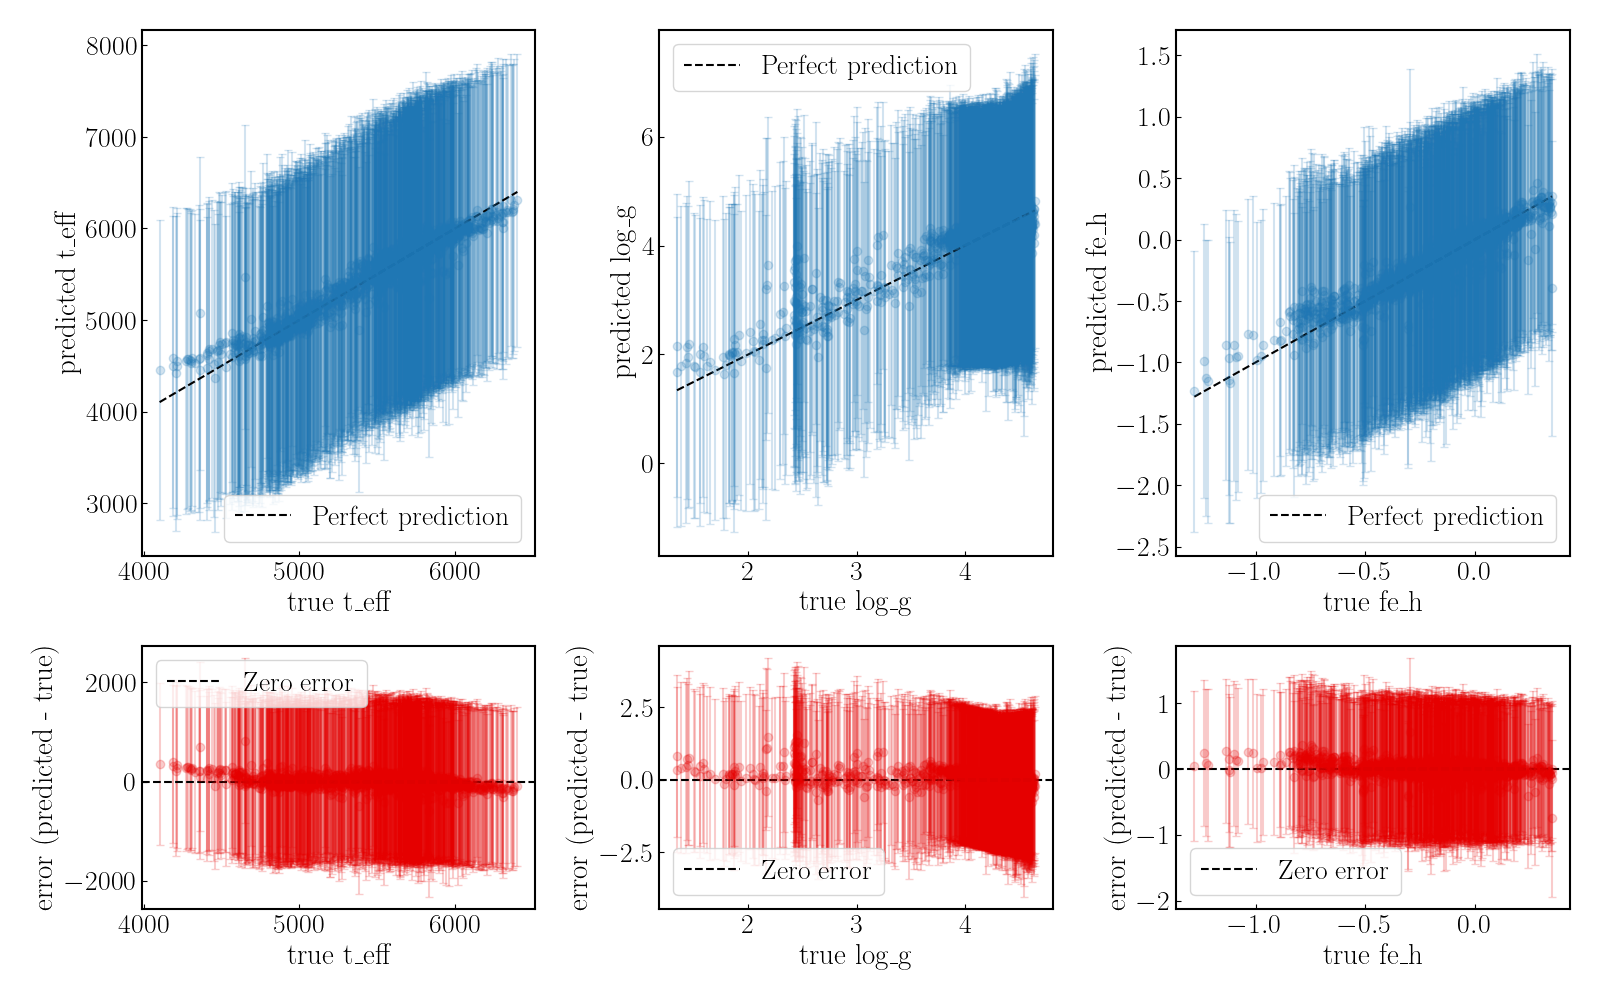 8000
7000
6000
5000
4000
3000
predicted t_eff
Perfect prediction
4000 5000 6000
true t_eff
6
4
2
0
predicted log_g
Perfect prediction
2 3 4
true log_g
1.5
1.0
0.5
0.0
−0.5
−1.0
−1.5
−2.0
−2.5
predicted fe_h
Perfect prediction
−1.0 −0.5 0.0
true fe_h
2000
0
−2000
error (predicted - true)
Zero error
4000 5000 6000
true t_eff
2.5
0.0
−2.5
error (predicted - true)
Zero error
2 3 4
true log_g
1
0
−1
−2
error (predicted - true)
Zero error
−1.0 −0.5 0.0
true fe_h